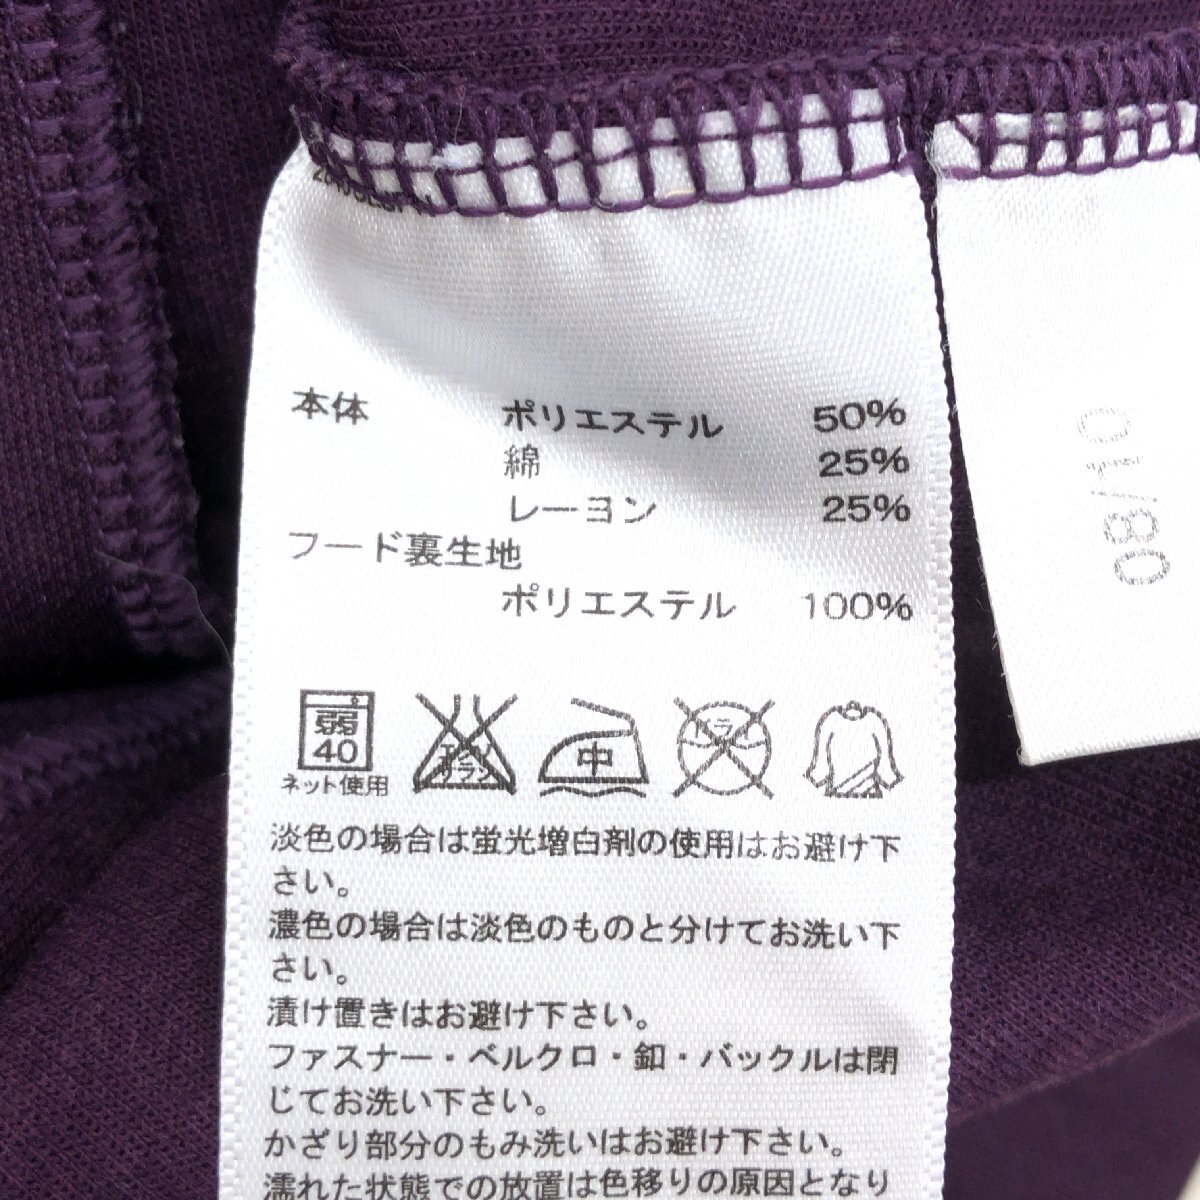 本体 ポリエステル 50%
綿 25%
レーヨン 25%
フード裏生地
ポリエステル 100%
弱
40
ネット使用
エンソ
サラシ
中
ドライ
淡色の場合は蛍光増白剤の使用はお避け下
さい。
濃色の場合は淡色のものと分けてお洗い下
さい。
漬け置きはお避け下さい。
ファスナー・ベルクロ・釦・バックルは閉
じてお洗い下さい。
かざり部分のもみ洗いはお避け下さい。
濡れた状態での放置は色移りの原因となり
01/80